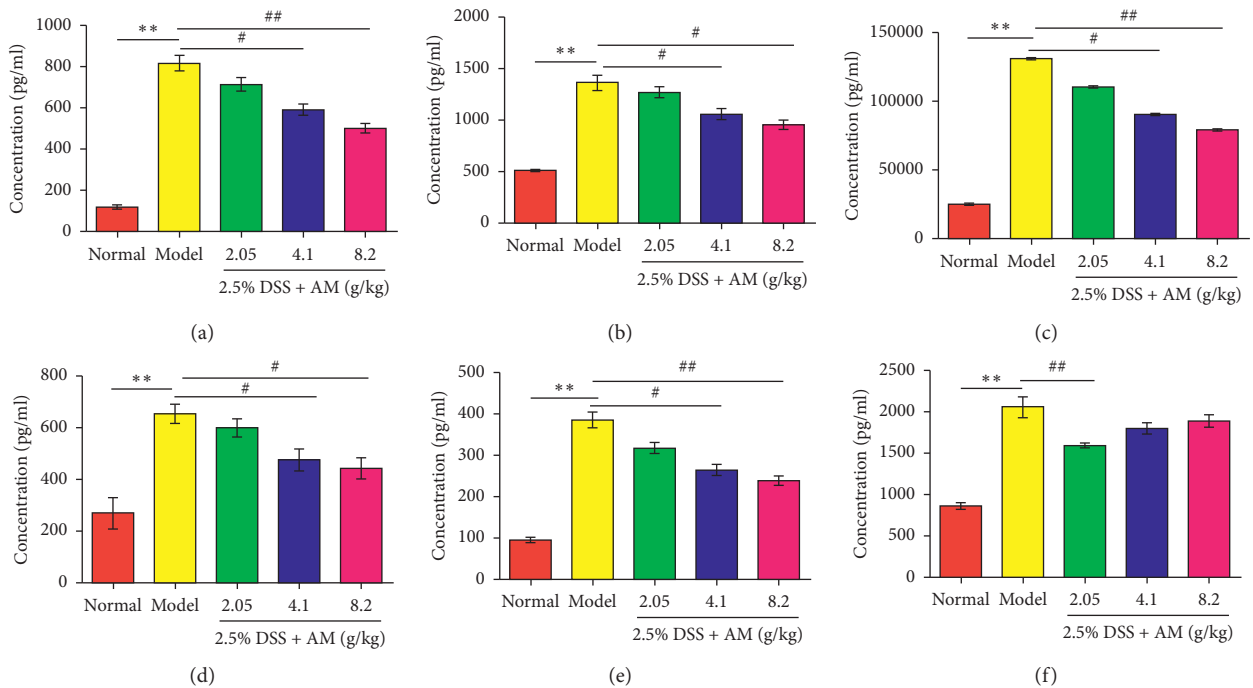 Concentration (pg/ml)
1000
800
600
400
200
0
**
#
##
Normal Model 2.05 4.1 8.2
2.5% DSS + AM (g/kg)
(a)
Concentration (pg/ml)
2000
1500
1000
500
0
**
#
#
Normal Model 2.05 4.1 8.2
2.5% DSS + AM (g/kg)
(b)
Concentration (pg/ml)
150000
100000
50000
0
**
#
##
Normal Model 2.05 4.1 8.2
2.5% DSS + AM (g/kg)
(c)
Concentration (pg/ml)
800
600
400
200
0
**
#
#
Normal Model 2.05 4.1 8.2
2.5% DSS + AM (g/kg)
(d)
Concentration (pg/ml)
500
400
300
200
100
0
**
#
##
Normal Model 2.05 4.1 8.2
2.5% DSS + AM (g/kg)
(e)
Concentration (pg/ml)
2500
2000
1500
1000
500
0
**
##
Normal Model 2.05 4.1 8.2
2.5% DSS + AM (g/kg)
(f)